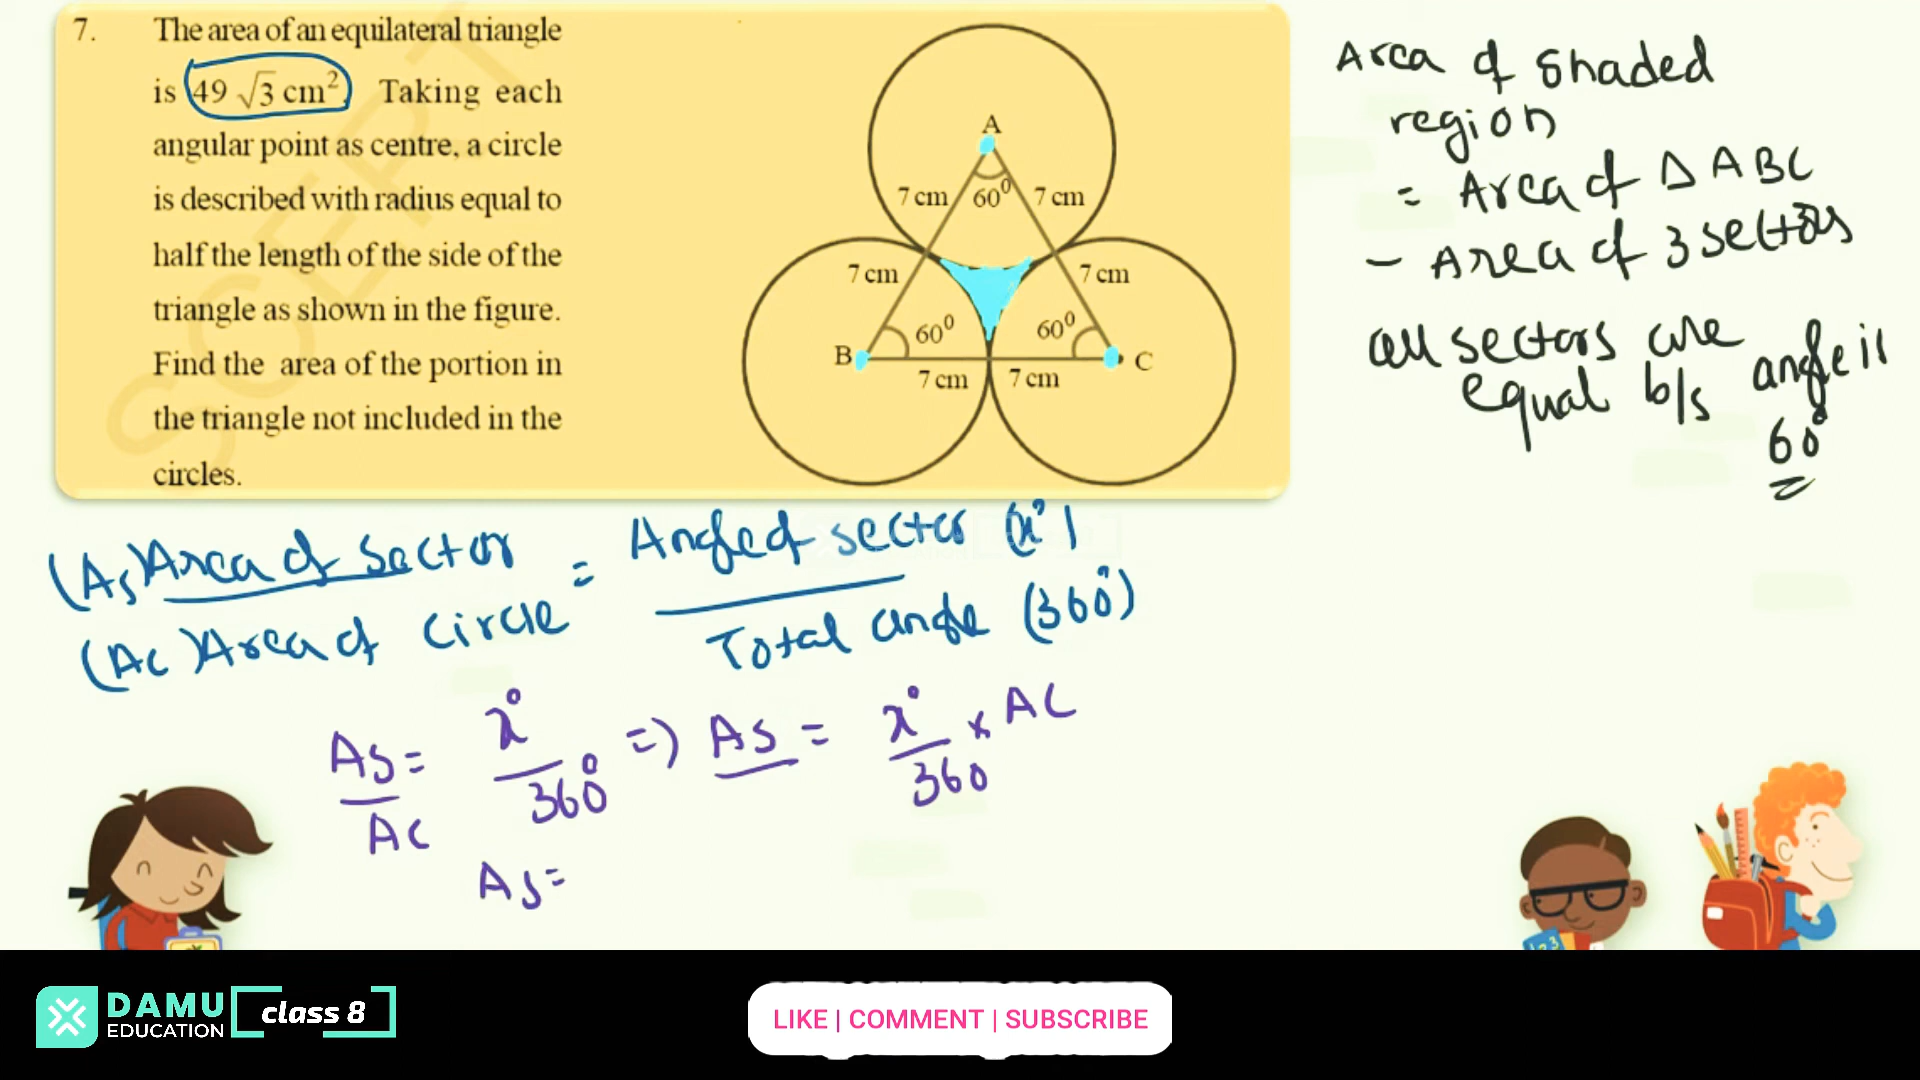 7. The area of an equilateral triangle
is 49 √3 cm². Taking each
angular point as centre, a circle
is described with radius equal to
half the length of the side of the
triangle as shown in the figure.
Find the area of the portion in
the triangle not included in the
circles.
A
7 cm 60⁰ 7 cm
7 cm 7 cm
60⁰ 60⁰
B C
7 cm 7 cm
Area of shaded
region
= Area of Δ ABC
- Area of 3 sectors
all sectors are
equal b/s angle is
60°
(As) Area of sector = Angle of sector (x°)
(Ac) Area of circle Total angle (360°)
As = x° => As = x° × Ac
Ac 360° 360
As =
DAMU
EDUCATION
class 8
LIKE | COMMENT | SUBSCRIBE
SCERT